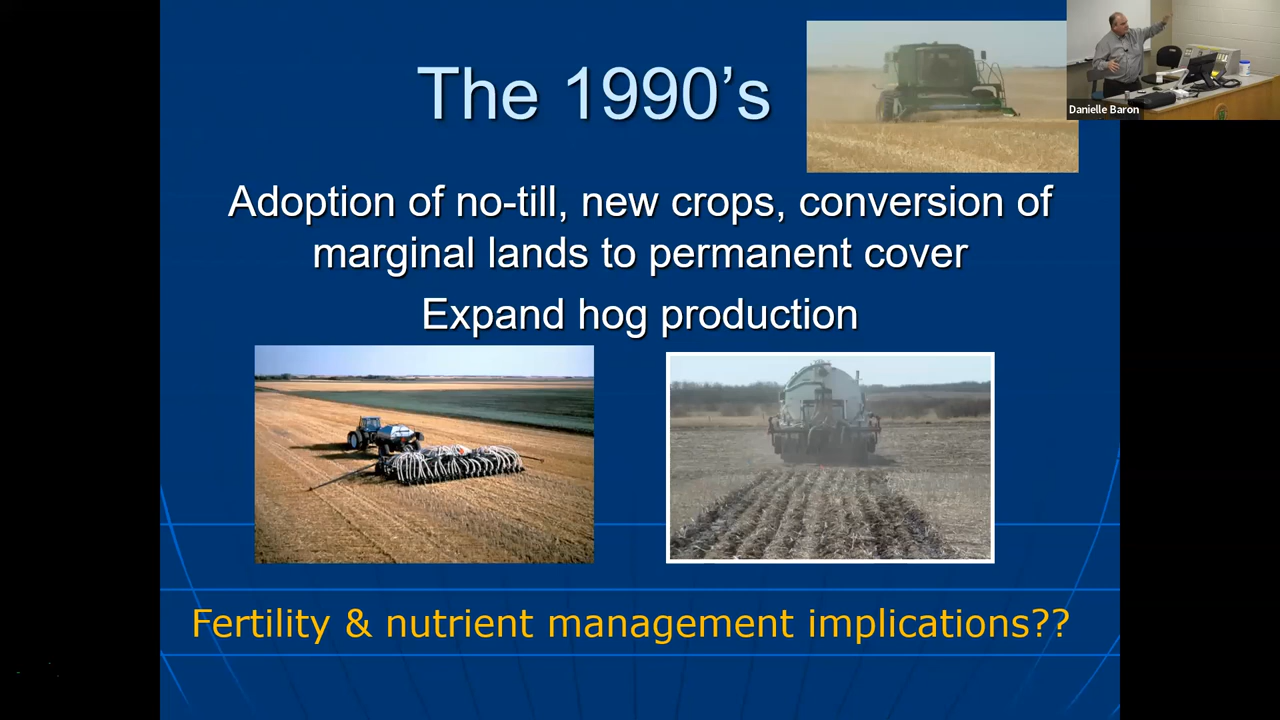 The 1990's
Danielle Baron
Adoption of no-till, new crops, conversion of
marginal lands to permanent cover
Expand hog production
Fertility & nutrient management implications??